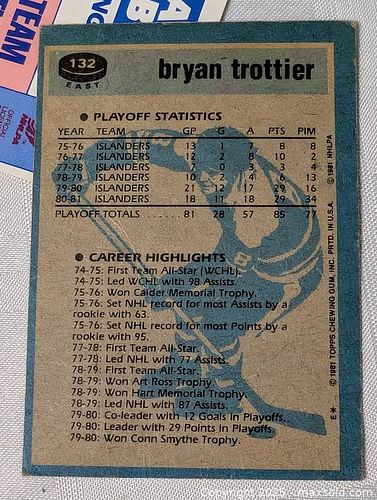 TEAM
132
EAST
bryan trottier
● PLAYOFF STATISTICS
YEAR TEAM GP G A PTS PIM
75-76 ISLANDERS 13 1 7 8 8
76-77 ISLANDERS 12 2 8 10 2
77-78 ISLANDERS 7 0 3 3 4
78-79 ISLANDERS 10 2 4 6 13
79-80 ISLANDERS 21 12 17 29 16
80-81 ISLANDERS 18 11 18 29 34
PLAYOFF TOTALS ...... 81 28 57 85 77
● CAREER HIGHLIGHTS
74-75: First Team All-Star (WCHL).
74-75: Led WCHL with 98 Assists.
75-76: Won Calder Memorial Trophy.
75-76: Set NHL record for most Assists by a
rookie with 63.
75-76: Set NHL record for most Points by a
rookie with 95.
77-78: First Team All-Star.
77-78: Led NHL with 77 Assists.
78-79: First Team All-Star.
78-79: Won Art Ross Trophy.
78-79: Won Hart Memorial Trophy.
78-79: Led NHL with 87 Assists.
79-80: Co-leader with 12 Goals in Playoffs.
79-80: Leader with 29 Points in Playoffs.
79-80: Won Conn Smythe Trophy.
© 1981 NHLPA
© 1981 TOPPS CHEWING GUM, INC. PRTD. IN U.S.A.
E*